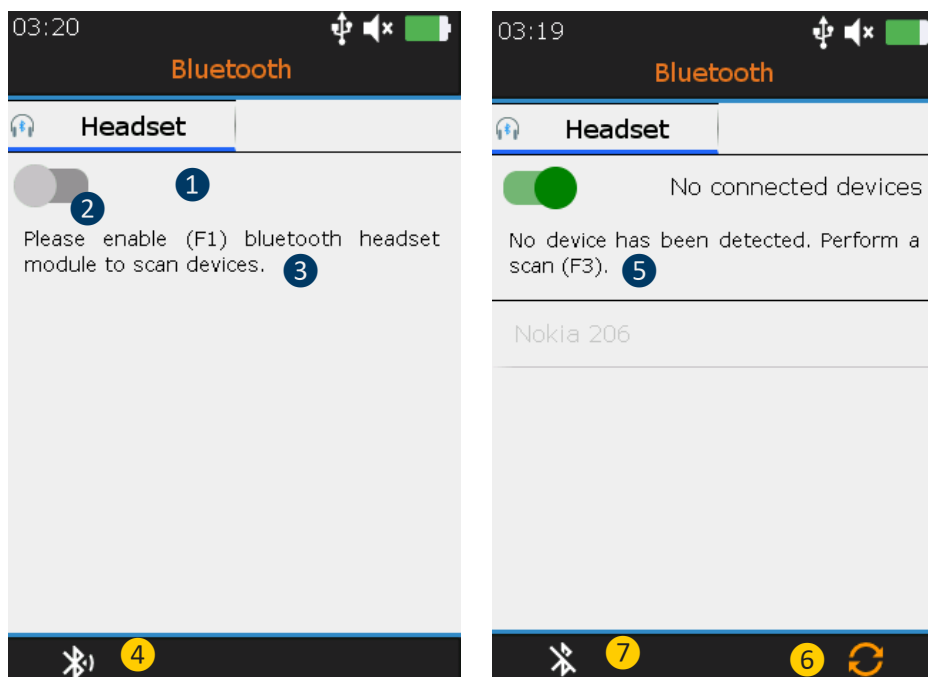 03:20
Bluetooth
Headset
1
2
Please enable (F1) bluetooth headset
module to scan devices.
3
4
03:19
Bluetooth
Headset
No connected devices
No device has been detected. Perform a
scan (F3).
5
Nokia 206
7
6